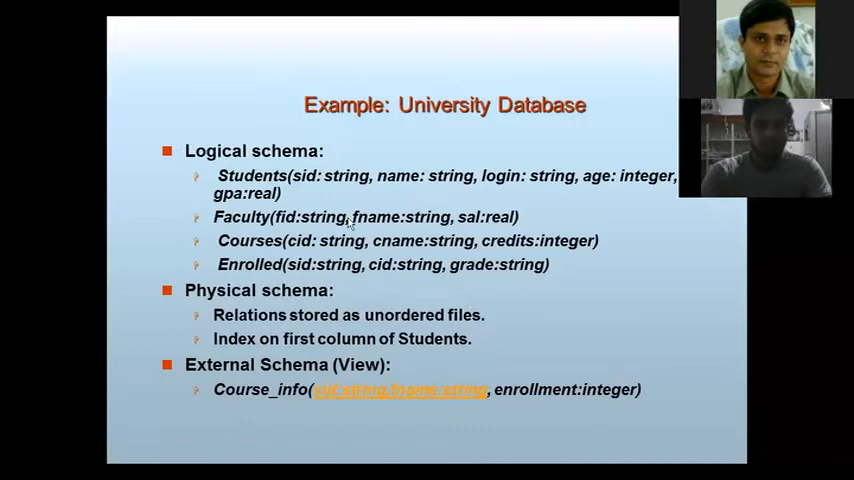 Example: University Database
Logical schema:
Students(sid: string, name: string, login: string, age: integer,
gpa:real)
Faculty(fid:string, fname:string, sal:real)
Courses(cid: string, cname:string, credits:integer)
Enrolled(sid:string, cid:string, grade:string)
Physical schema:
Relations stored as unordered files.
Index on first column of Students.
External Schema (View):
Course_info(cid:string,fname:string, enrollment:integer)